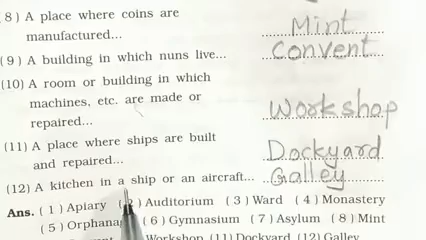 (8) A place where coins are
manufactured... Mint
(9) A building in which nuns live... Convent
(10) A room or building in which
machines, etc. are made or
repaired... Workshop
(11) A place where ships are built
and repaired... Dockyard
(12) A kitchen in a ship or an aircraft... Galley
Ans. (1) Apiary (2) Auditorium (3) Ward (4) Monastery
(5) Orphana (6) Gymnasium (7) Asylum (8) Mint
Workshop (11) Dockyard (12) Galley